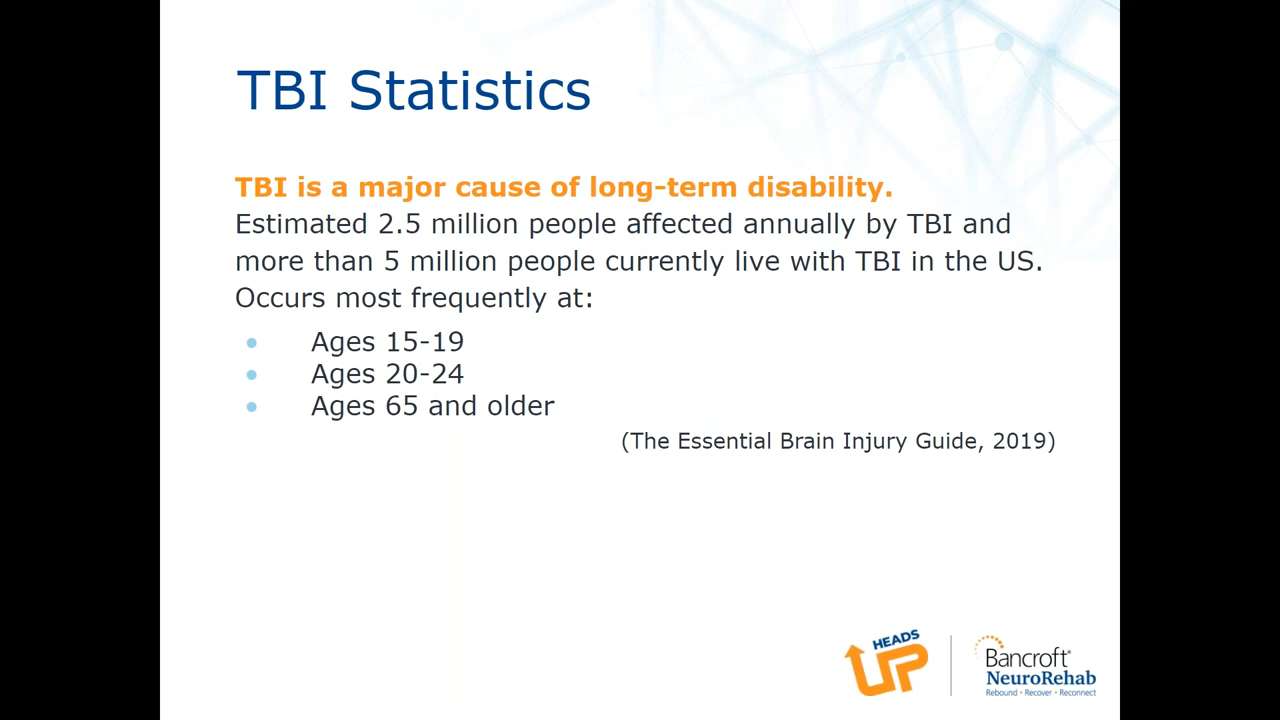 TBI Statistics
TBI is a major cause of long-term disability.
Estimated 2.5 million people affected annually by TBI and
more than 5 million people currently live with TBI in the US.
Occurs most frequently at:
• Ages 15-19
• Ages 20-24
• Ages 65 and older
(The Essential Brain Injury Guide, 2019)
HEADS
UP
Bancroft®
NeuroRehab
Rebound • Recover • Reconnect